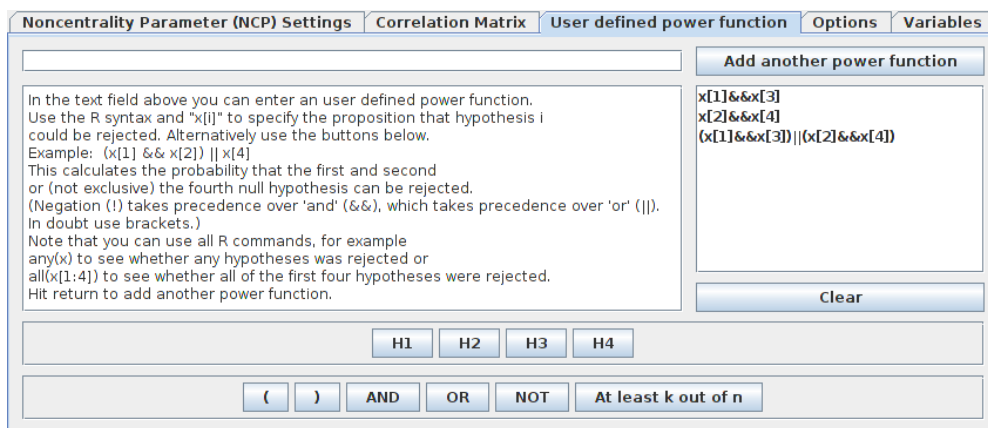 Noncentrality Parameter (NCP) Settings
Correlation Matrix
User defined power function
Options
Variables
Add another power function
In the text field above you can enter an user defined power function.
Use the R syntax and "x[i]" to specify the proposition that hypothesis i
could be rejected. Alternatively use the buttons below.
Example: (x[1] && x[2]) || x[4]
This calculates the probability that the first and second
or (not exclusive) the fourth null hypothesis can be rejected.
(Negation (!) takes precedence over 'and' (&&), which takes precedence over 'or' (||).
In doubt use brackets.)
Note that you can use all R commands, for example
any(x) to see whether any hypotheses was rejected or
all(x[1:4]) to see whether all of the first four hypotheses were rejected.
Hit return to add another power function.
x[1]&&x[3]
x[2]&&x[4]
(x[1]&&x[3])||(x[2]&&x[4])
Clear
H1
H2
H3
H4
(
)
AND
OR
NOT
At least k out of n